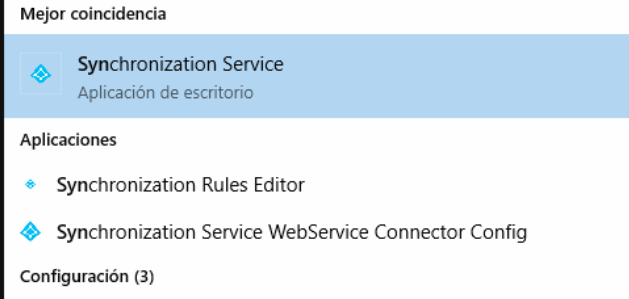 Mejor coincidencia
Synchronization Service
Aplicación de escritorio
Aplicaciones
Synchronization Rules Editor
Synchronization Service WebService Connector Config
Configuración (3)